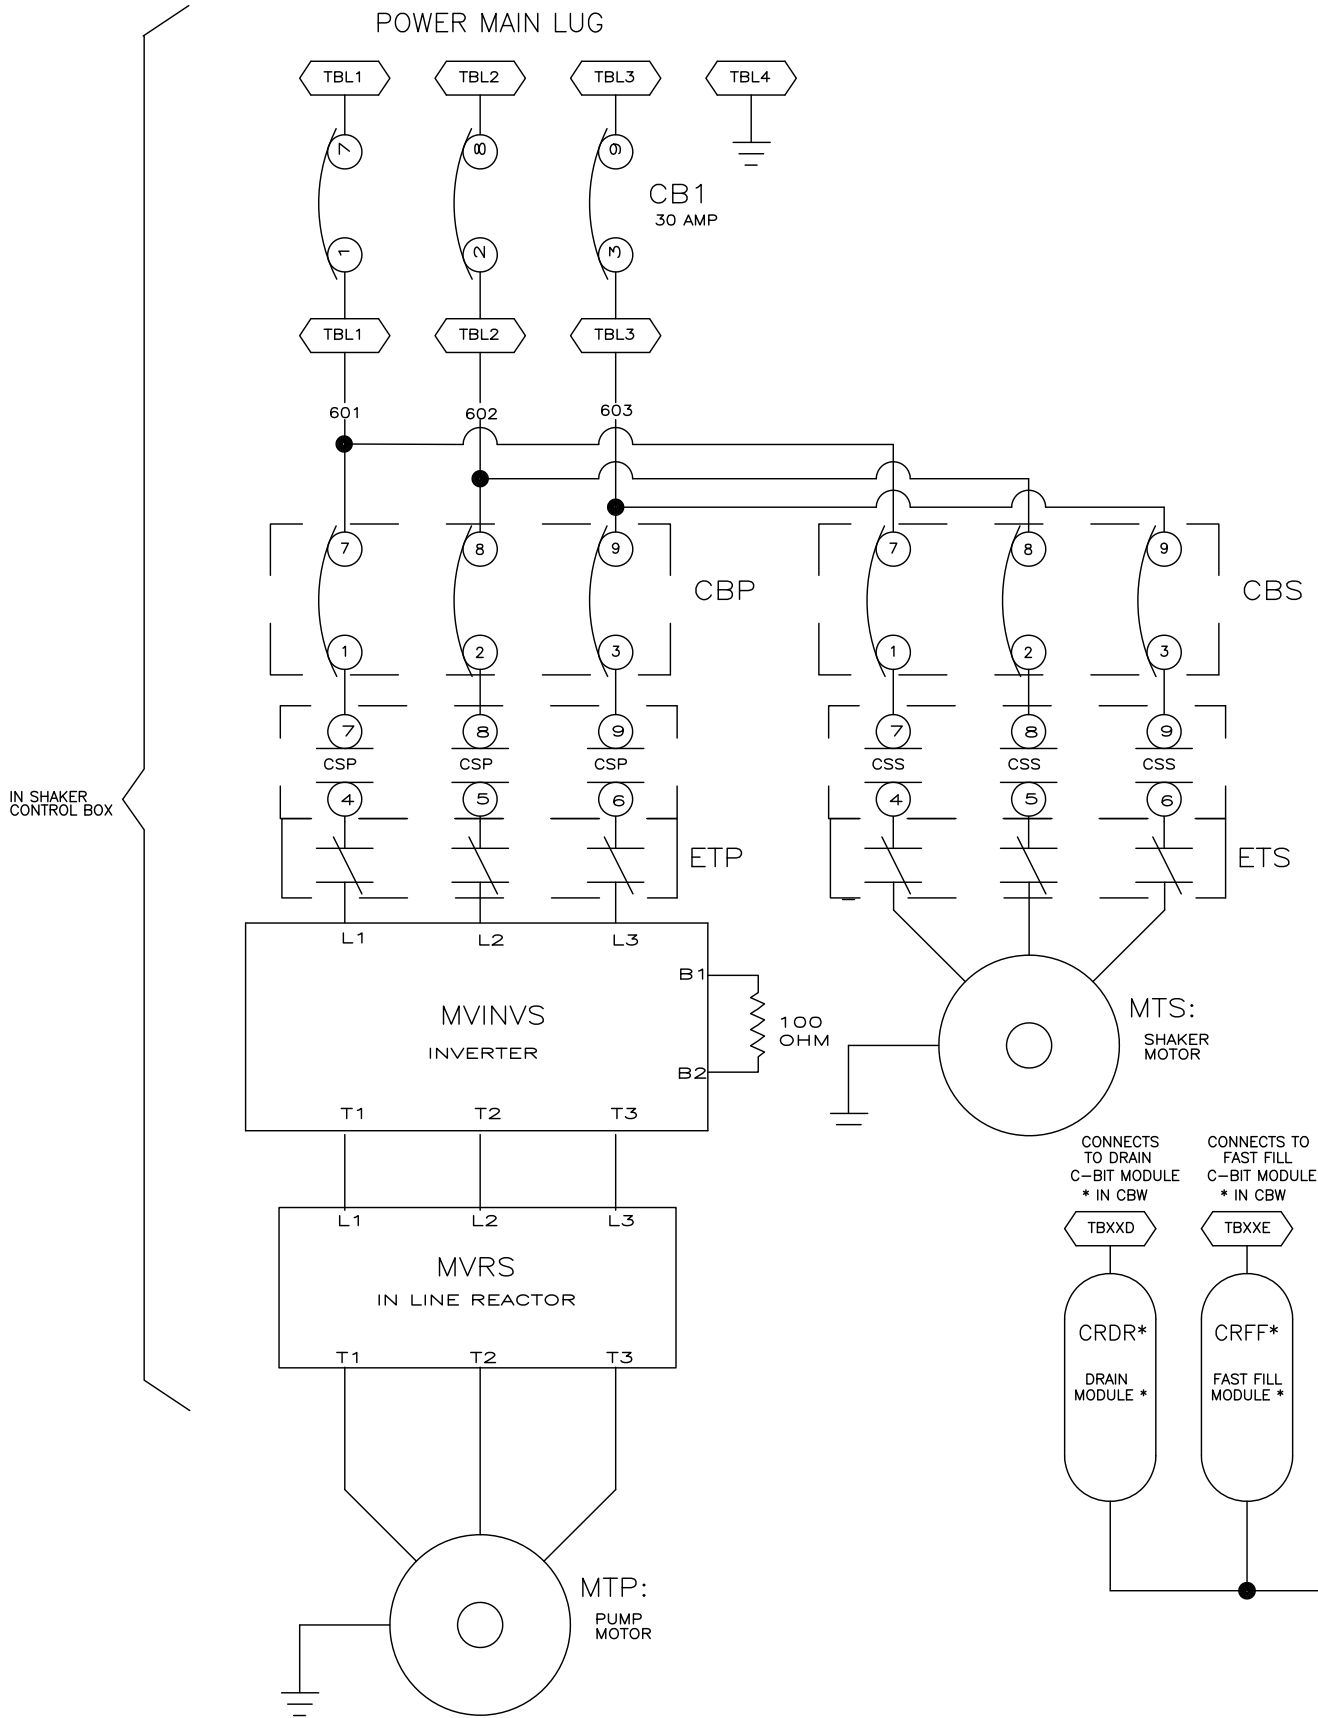 POWER MAIN LUG
TBL1 TBL2 TBL3 TBL4
7 8 9
CB1
30 AMP
1 2 3
TBL1 TBL2 TBL3
601 602 603
7 8 9 7 8 9
CBP CBS
1 2 3 1 2 3
7 8 9 7 8 9
CSP CSP CSP CSS CSS CSS
IN SHAKER
CONTROL BOX
4 5 6 4 5 6
ETP ETS
L1 L2 L3
B1
MVINVS
INVERTER
100
OHM
B2
T1 T2 T3
MTS:
SHAKER
MOTOR
CONNECTS
TO DRAIN
C-BIT MODULE
* IN CBW
CONNECTS TO
FAST FILL
C-BIT MODULE
* IN CBW
L1 L2 L3
TBXXD TBXXE
MVRS
IN LINE REACTOR
T1 T2 T3
CRDR*
DRAIN
MODULE *
CRFF*
FAST FILL
MODULE *
MTP:
PUMP
MOTOR